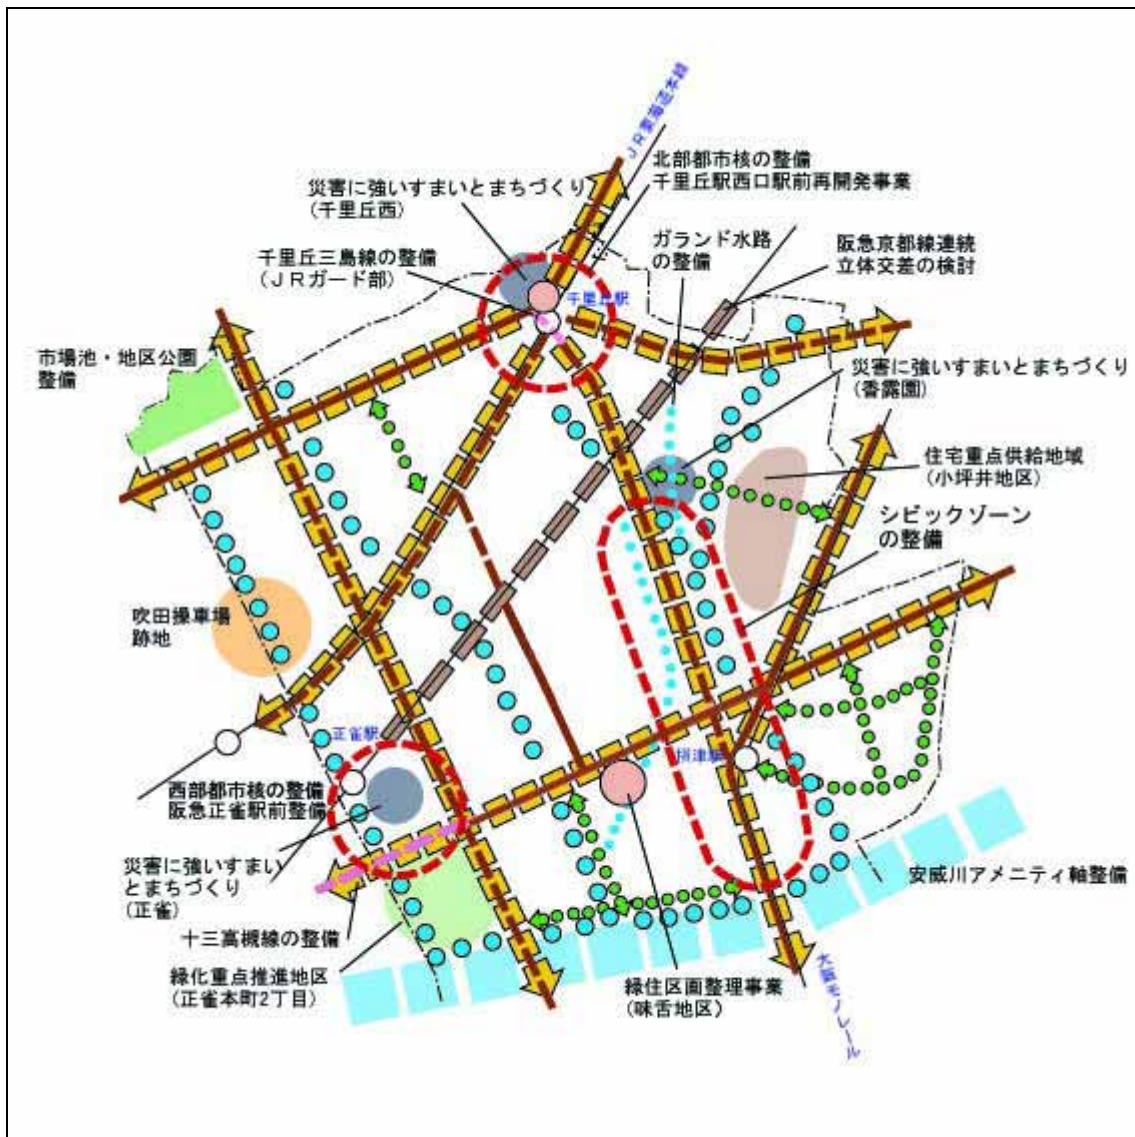 JR東海道本線
北部都市核の整備
千里丘駅西口駅前再開発事業
災害に強いすまいとまちづくり
(千里丘西)
ガランド水路
の整備
阪急京都線連続
立体交差の検討
千里丘三島線の整備
(JRガード部)
千里丘駅
市場池・地区公園
整備
災害に強いすまいとまちづくり
(香露園)
住宅重点供給地域
(小坪井地区)
シビックゾーン
の整備
吹田操車場
跡地
正雀駅
摂津駅
西部都市核の整備
阪急正雀駅前整備
災害に強いすまい
とまちづくり
(正雀)
安威川アメニティ軸整備
十三高槻線の整備
緑化重点推進地区
(正雀本町2丁目)
緑住区画整理事業
(味舌地区)
大阪モノレール